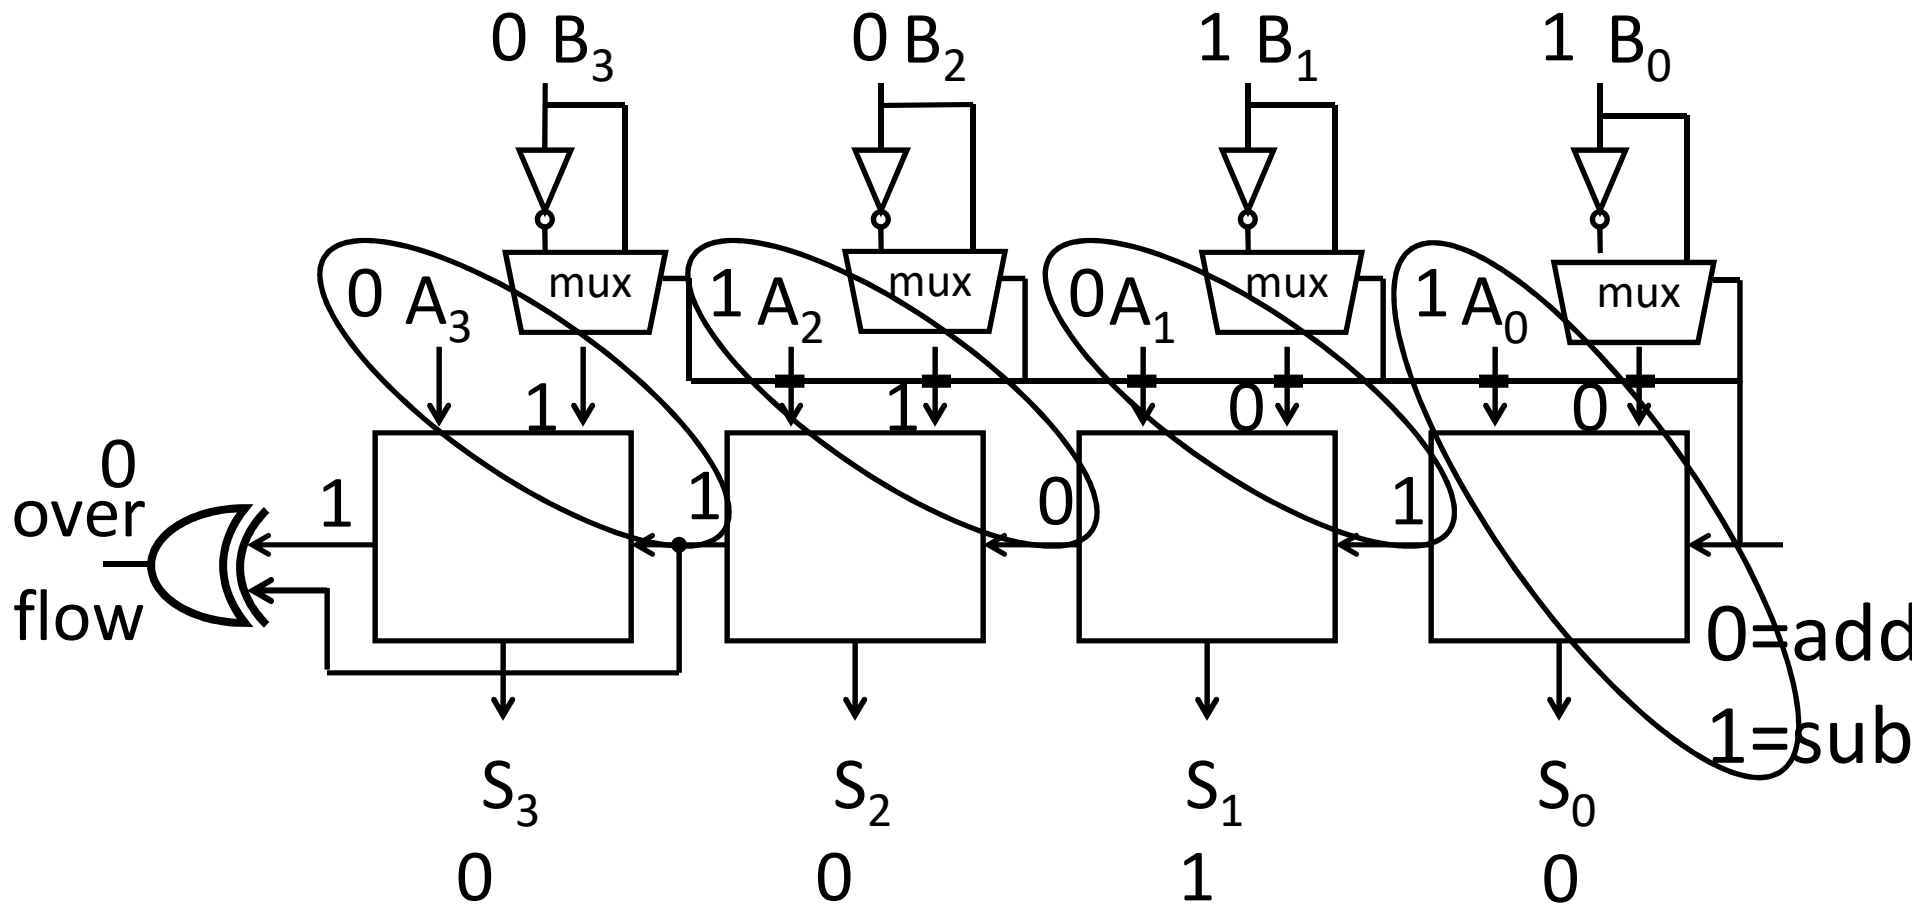 0 B₃ 0 B₂ 1 B₁ 1 B₀
mux mux mux mux
0 A₃ 1 A₂ 0 A₁ 1 A₀
1 1 0 0
0
over 1 1 0 1
flow
0=add
1=sub
S₃ S₂ S₁ S₀
0 0 1 0